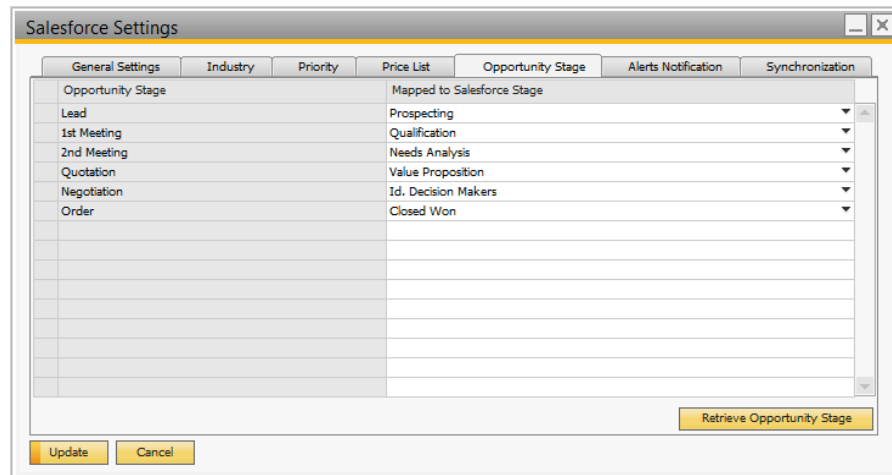 Salesforce Settings
General Settings Industry Priority Price List Opportunity Stage Alerts Notification Synchronization
Opportunity Stage Mapped to Salesforce Stage
Lead Prospecting
1st Meeting Qualification
2nd Meeting Needs Analysis
Quotation Value Proposition
Negotiation Id. Decision Makers
Order Closed Won
Retrieve Opportunity Stage
Update Cancel